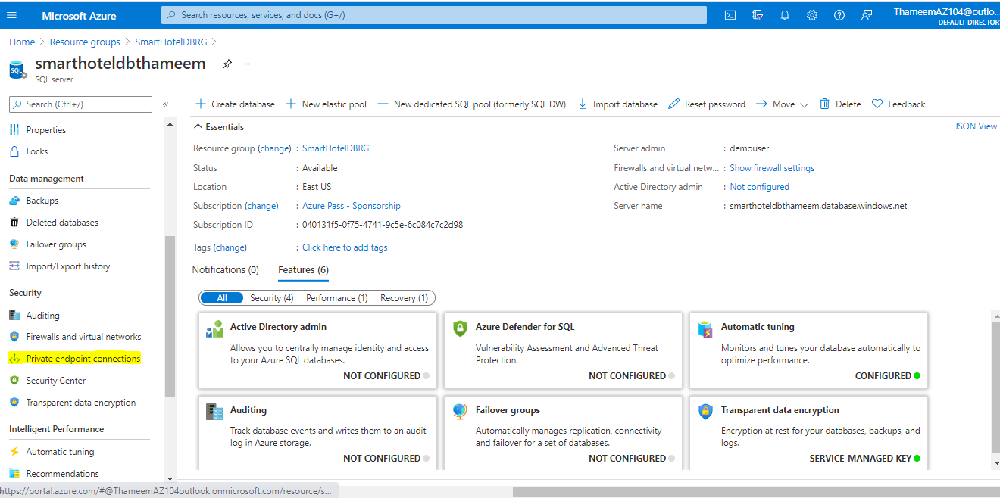 Microsoft Azure
Search resources, services, and docs (G+/)
ThameemAZ104@outlo...
DEFAULT DIRECTOR
Home > Resource groups > SmartHotelDBRG >
smarthoteldbthameem
...
SQL server
Search (Ctrl+/)
«
Properties
Locks
Data management
Backups
Deleted databases
Failover groups
Import/Export history
Security
Auditing
Firewalls and virtual networks
Private endpoint connections
Security Center
Transparent data encryption
Intelligent Performance
Automatic tuning
Recommendations
Create database
New elastic pool
New dedicated SQL pool (formerly SQL DW)
Import database
Reset password
Move
Delete
Feedback
Essentials
JSON View
Resource group (change) : SmartHotelDBRG
Status : Available
Location : East US
Subscription (change) : Azure Pass - Sponsorship
Subscription ID : 040131f5-0f75-4741-9c5e-6c084c7c2d98
Tags (change) : Click here to add tags
Server admin : demouser
Firewalls and virtual netw... : Show firewall settings
Active Directory admin : Not configured
Server name : smarthoteldbthameem.database.windows.net
Notifications (0)
Features (6)
All
Security (4)
Performance (1)
Recovery (1)
Active Directory admin
Allows you to centrally manage identity and access
to your Azure SQL databases.
NOT CONFIGURED
Azure Defender for SQL
Vulnerability Assessment and Advanced Threat
Protection.
NOT CONFIGURED
Automatic tuning
Monitors and tunes your database automatically to
optimize performance.
CONFIGURED
Auditing
Track database events and writes them to an audit
log in Azure storage.
NOT CONFIGURED
Failover groups
Automatically manages replication, connectivity
and failover for a set of databases.
NOT CONFIGURED
Transparent data encryption
Encryption at rest for your databases, backups, and
logs.
SERVICE-MANAGED KEY
https://portal.azure.com/#@ThameemAZ104outlook.onmicrosoft.com/resource/s...